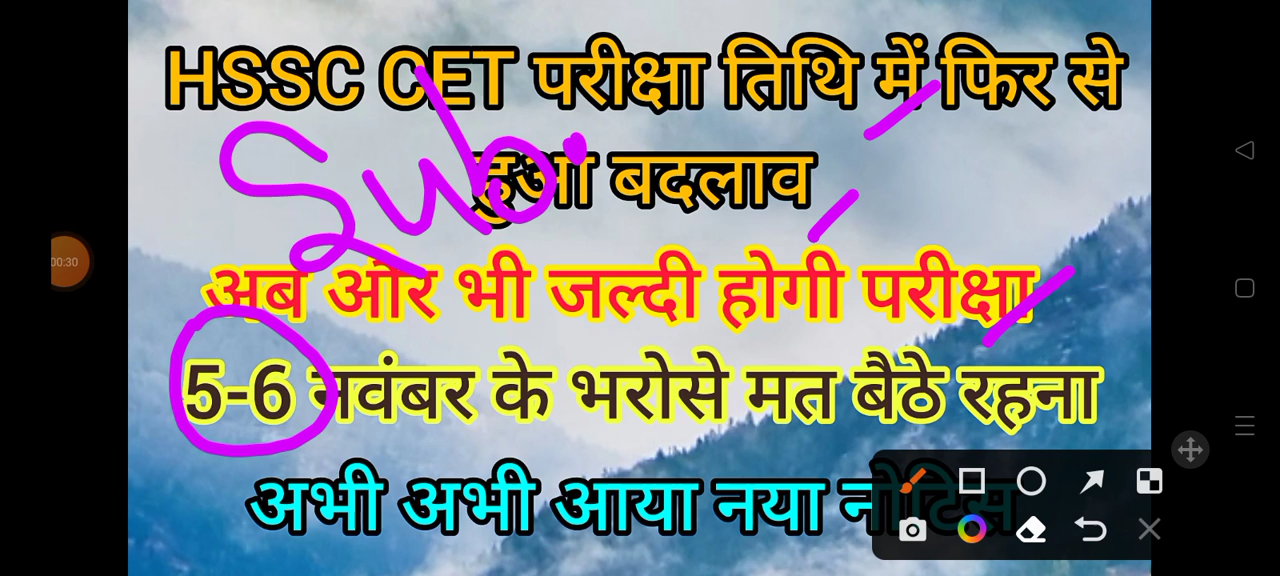 HSSC CET परीक्षा तिथि में फिर से
हुआ बदलाव
Sub.
अब और भी जल्दी होगी परीक्षा
5-6 नवंबर के भरोसे मत बैठे रहना
अभी अभी आया नया नोटिस
00:30